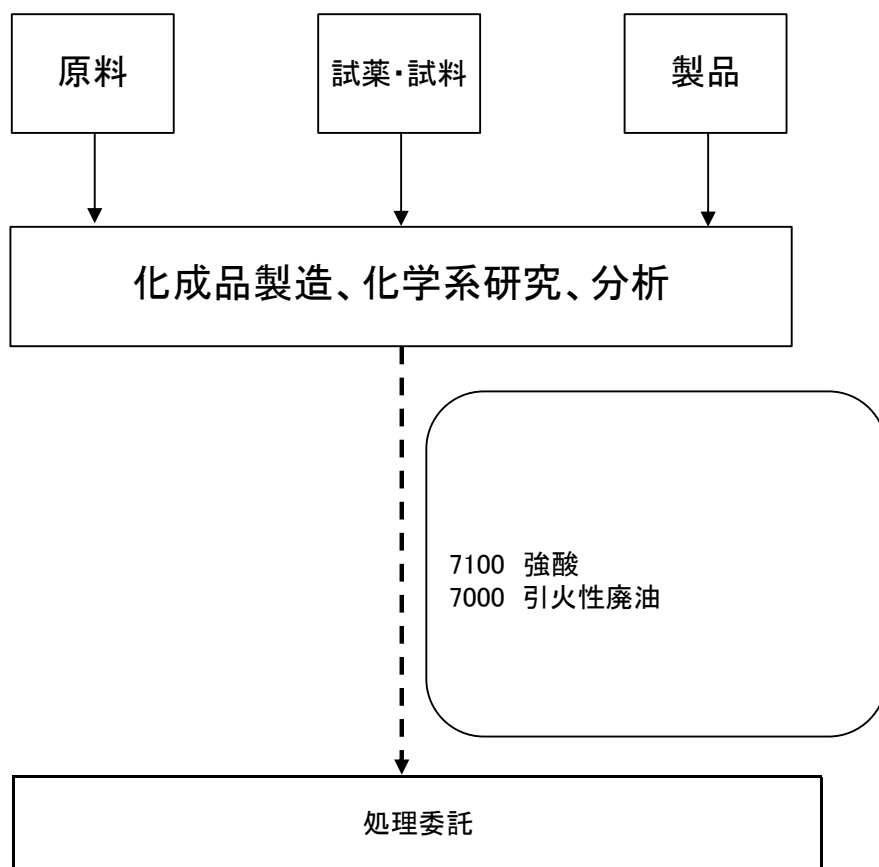 原料
試薬・試料
製品
化成品製造、化学系研究、分析
7100 強酸
7000 引火性廃油
処理委託